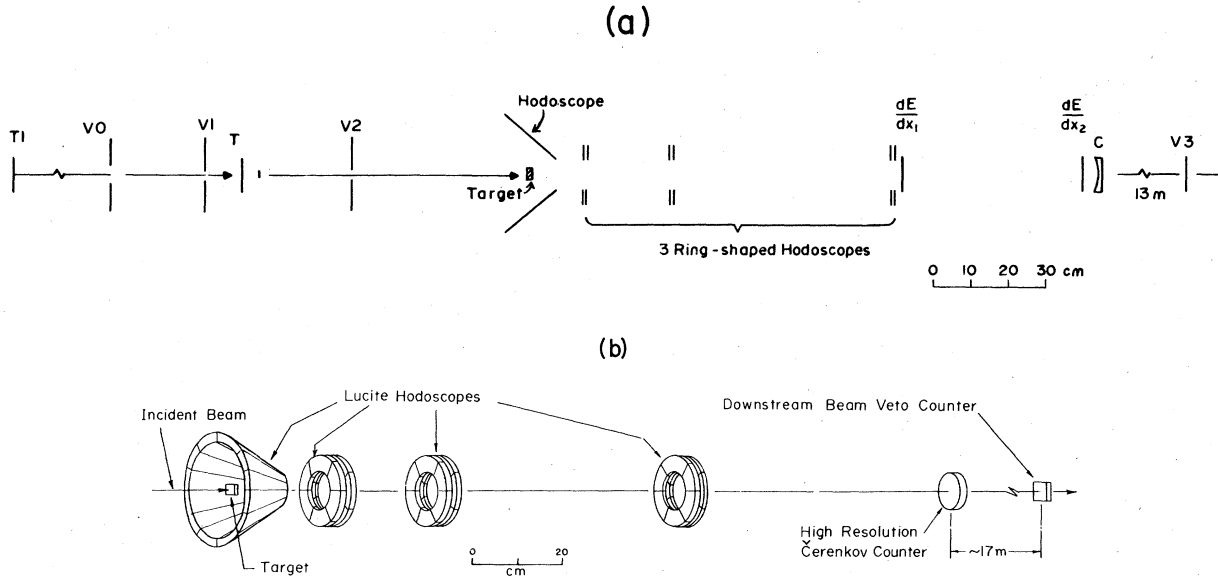 (a)
Hodoscope
dE
dx1
dE
dx2
T1
VO
V1
T
V2
C
V3
Target
13 m
3 Ring-shaped Hodoscopes
0 10 20 30 cm
(b)
Lucite Hodoscopes
Incident Beam
Downstream Beam Veto Counter
High Resolution
Čerenkov Counter
~17m
0 20
cm
Target